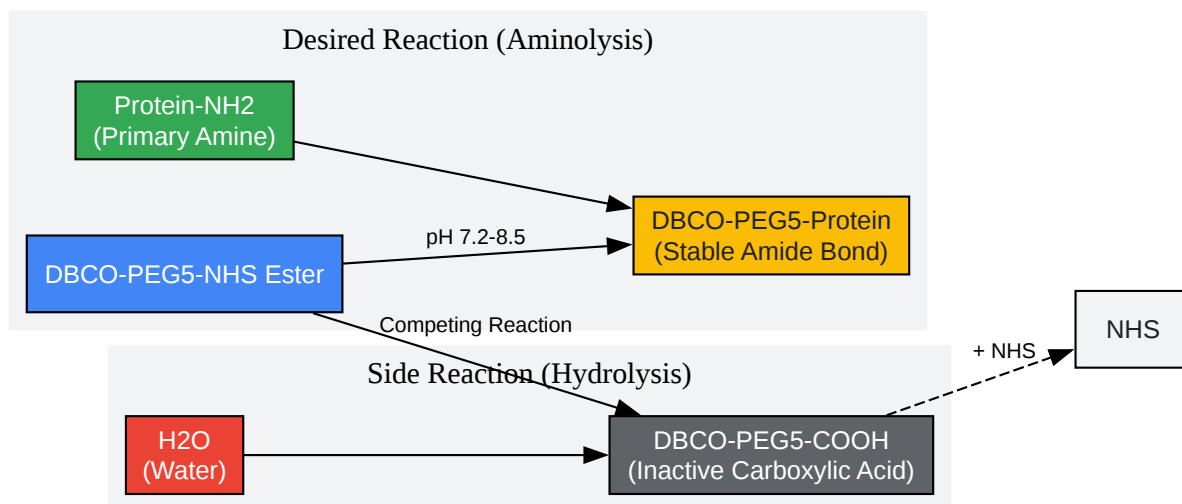 Desired Reaction (Aminolysis)
Protein-NH2
(Primary Amine)
DBCO-PEG5-Protein
(Stable Amide Bond)
pH 7.2-8.5
DBCO-PEG5-NHS Ester
Competing Reaction
NHS
+ NHS
Side Reaction (Hydrolysis)
H2O
(Water)
DBCO-PEG5-COOH
(Inactive Carboxylic Acid)